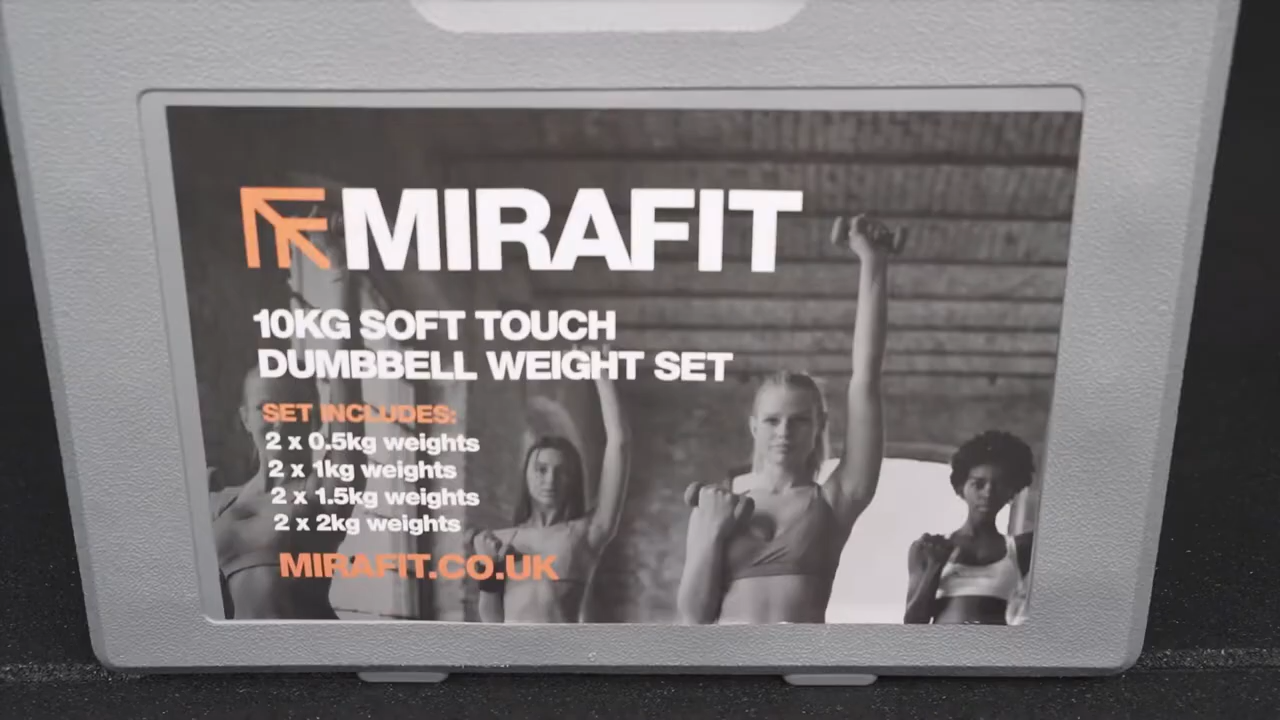 MIRAFIT
10KG SOFT TOUCH
DUMBBELL WEIGHT SET
SET INCLUDES:
2 x 0.5kg weights
2 x 1kg weights
2 x 1.5kg weights
2 x 2kg weights
MIRAFIT.CO.UK